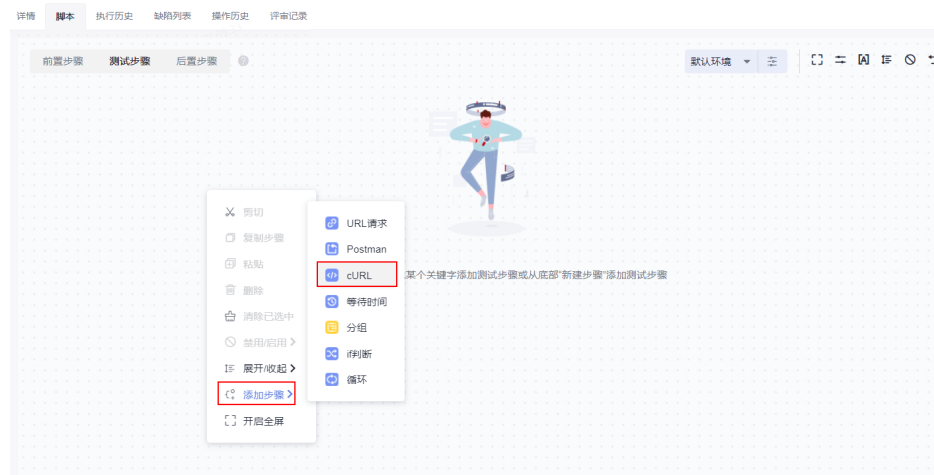 详情 脚本 执行历史 缺陷列表 操作历史 评审记录
前置步骤 测试步骤 后置步骤
默认环境
剪切
复制步骤
粘贴
删除
清除已选中
禁用/启用
展开/收起
添加步骤
开启全屏
URL请求
Postman
cURL
等待时间
分组
if判断
循环
某个关键字添加测试步骤或从底部“新建步骤”添加测试步骤